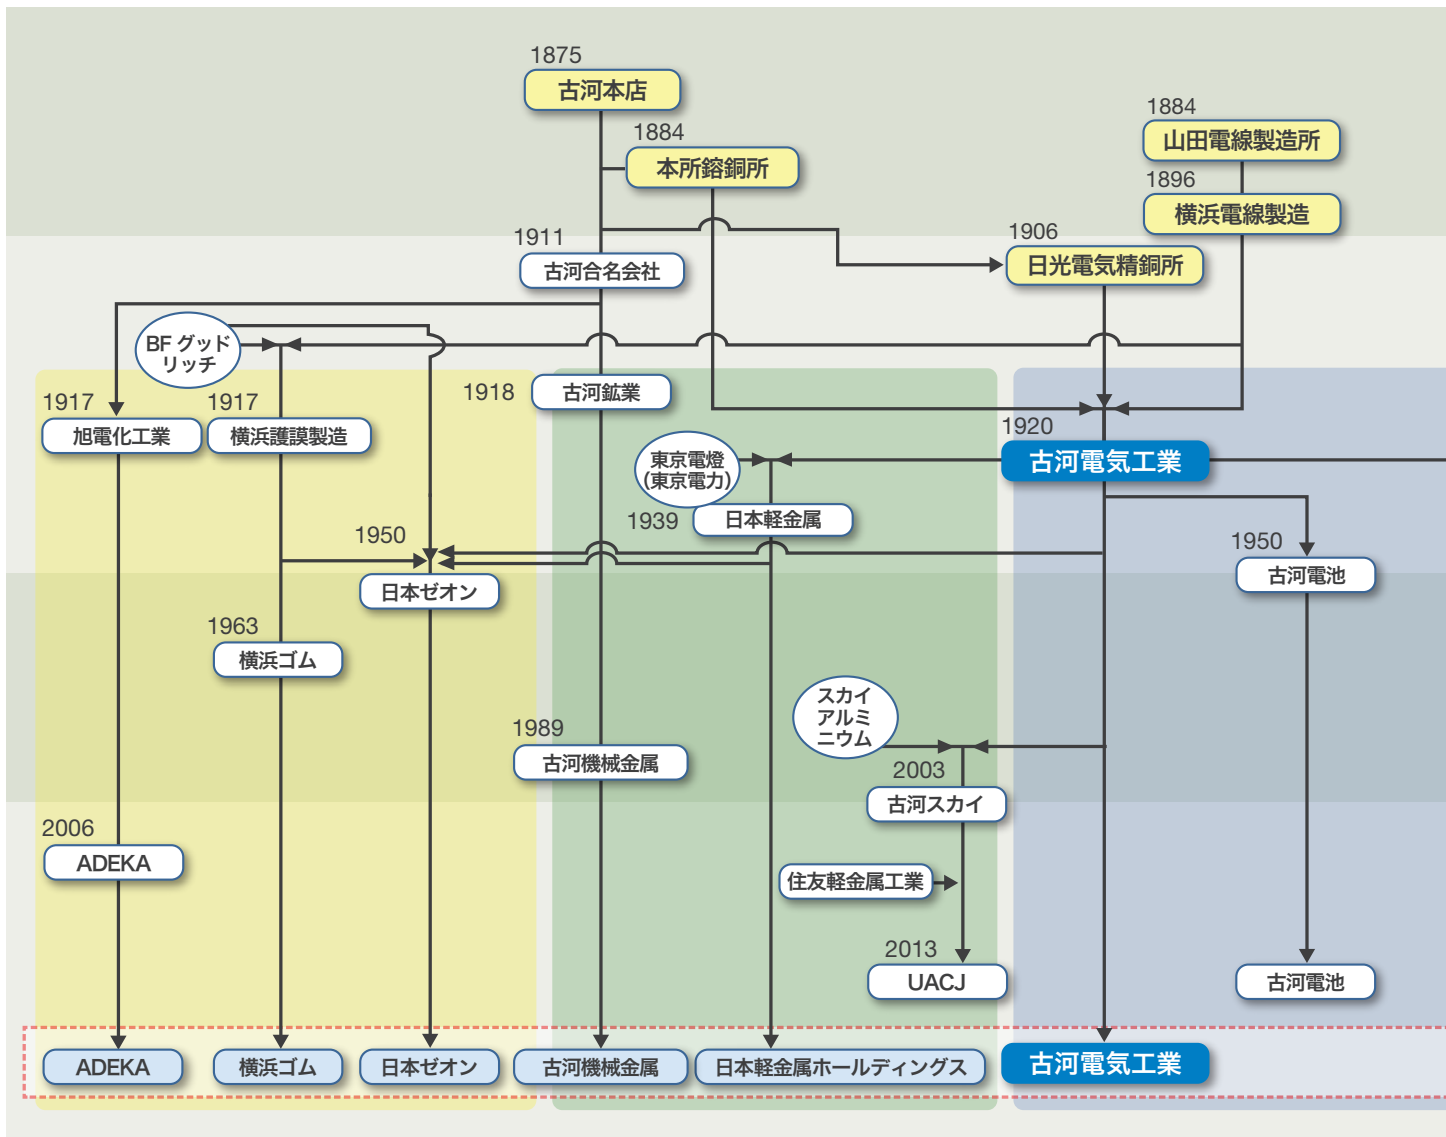 1875
古河本店
1884
本所鎔銅所
1884
山田電線製造所
1896
横浜電線製造
1906
日光電気精銅所
1911
古河合名会社
BF グッド
リッチ
1917
旭電化工業
1917
横浜護膜製造
1918
古河鉱業
1920
古河電気工業
東京電燈
(東京電力)
1939
日本軽金属
1950
日本ゼオン
1950
古河電池
1963
横浜ゴム
スカイ
アルミ
ニウム
1989
古河機械金属
2003
古河スカイ
2006
ADEKA
住友軽金属工業
2013
UACJ
古河電池
ADEKA
横浜ゴム
日本ゼオン
古河機械金属
日本軽金属ホールディングス
古河電気工業